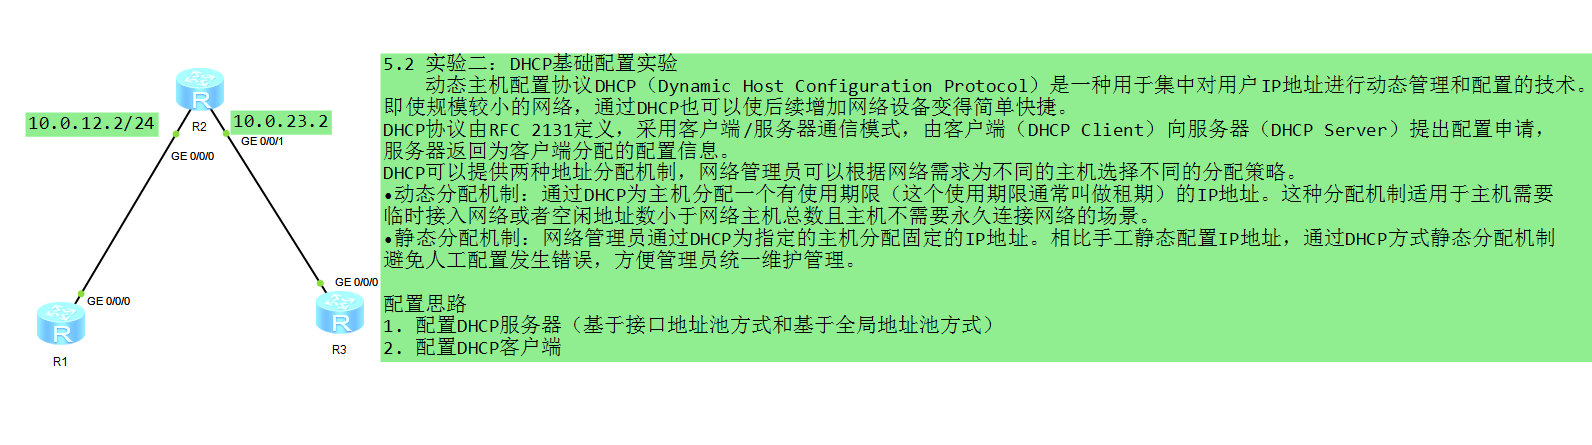 5.2 实验二：DHCP基础配置实验
动态主机配置协议DHCP（Dynamic Host Configuration Protocol）是一种用于集中对用户IP地址进行动态管理和配置的技术。
即使规模较小的网络，通过DHCP也可以使后续增加网络设备变得简单快捷。
DHCP协议由RFC 2131定义，采用客户端/服务器通信模式，由客户端（DHCP Client）向服务器（DHCP Server）提出配置申请，
服务器返回为客户端分配的配置信息。
DHCP可以提供两种地址分配机制，网络管理员可以根据网络需求为不同的主机选择不同的分配策略。
•动态分配机制：通过DHCP为主机分配一个有使用期限（这个使用期限通常叫做租期）的IP地址。这种分配机制适用于主机需要
临时接入网络或者空闲地址数小于网络主机总数且主机不需要永久连接网络的场景。
•静态分配机制：网络管理员通过DHCP为指定的主机分配固定的IP地址。相比手工静态配置IP地址，通过DHCP方式静态分配机制
避免人工配置发生错误，方便管理员统一维护管理。
配置思路
1. 配置DHCP服务器（基于接口地址池方式和基于全局地址池方式）
2. 配置DHCP客户端
R
R2
10.0.12.2/24
10.0.23.2
GE 0/0/0
GE 0/0/1
GE 0/0/0
R
R1
GE 0/0/0
R
R3